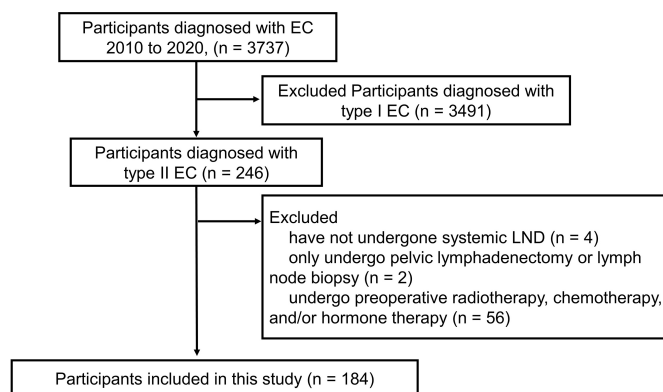 Participants diagnosed with EC
2010 to 2020, (n = 3737)
Excluded Participants diagnosed with
type I EC (n = 3491)
Participants diagnosed with
type II EC (n = 246)
Excluded
have not undergone systemic LND (n = 4)
only undergo pelvic lymphadenectomy or lymph
node biopsy (n = 2)
undergo preoperative radiotherapy, chemotherapy,
and/or hormone therapy (n = 56)
Participants included in this study (n = 184)